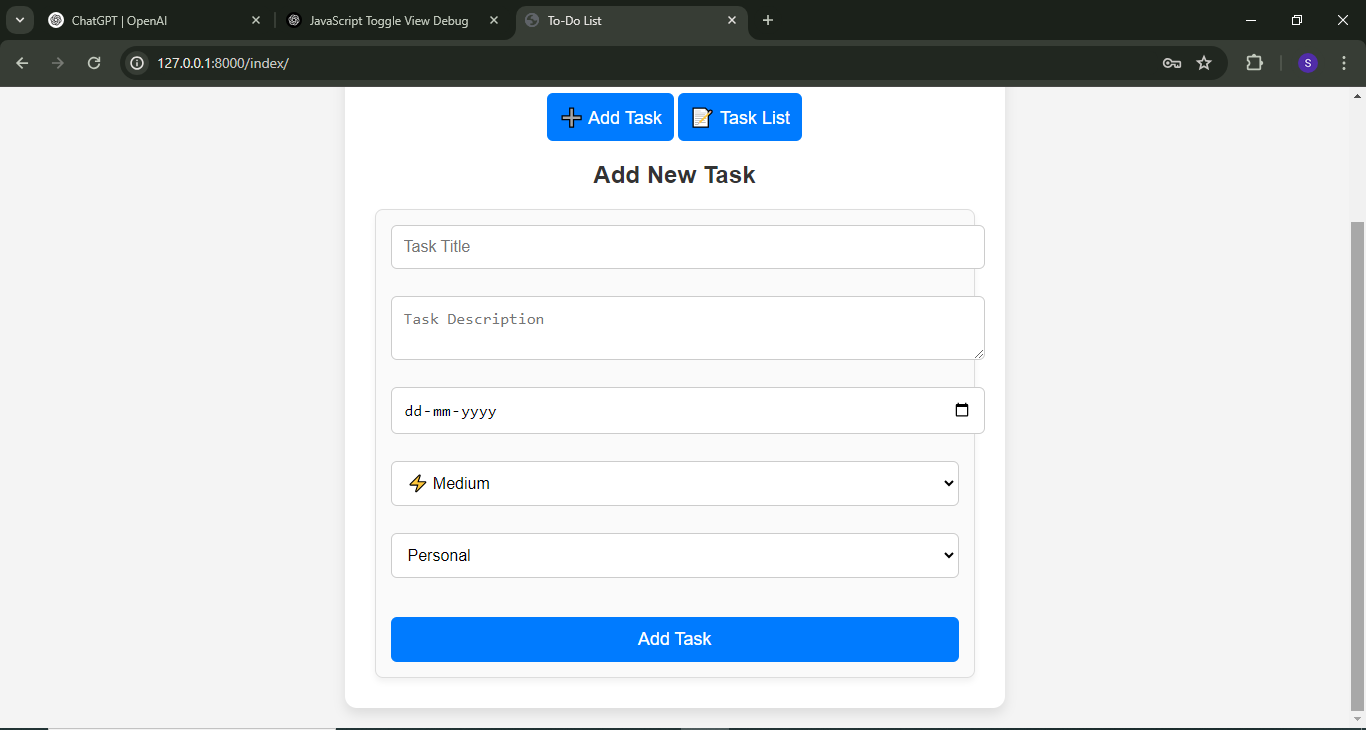 ChatGPT | OpenAI
JavaScript Toggle View Debug
To-Do List
127.0.0.1:8000/index/
S
Add Task
Task List
Add New Task
Task Title
Task Description
dd-mm-yyyy
Medium
Personal
Add Task